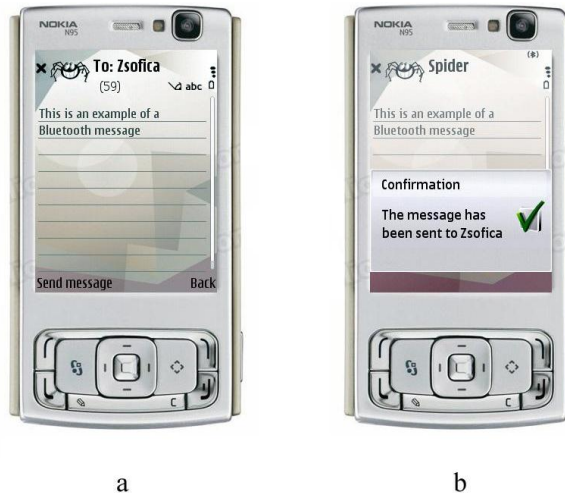 NOKIA
N95
To: Zsofica
(59)
abc
This is an example of a
Bluetooth message
Send message
Back
C
NOKIA
N95
Spider
This is an example of a
Bluetooth message
Confirmation
The message has
been sent to Zsofica
C
a
b